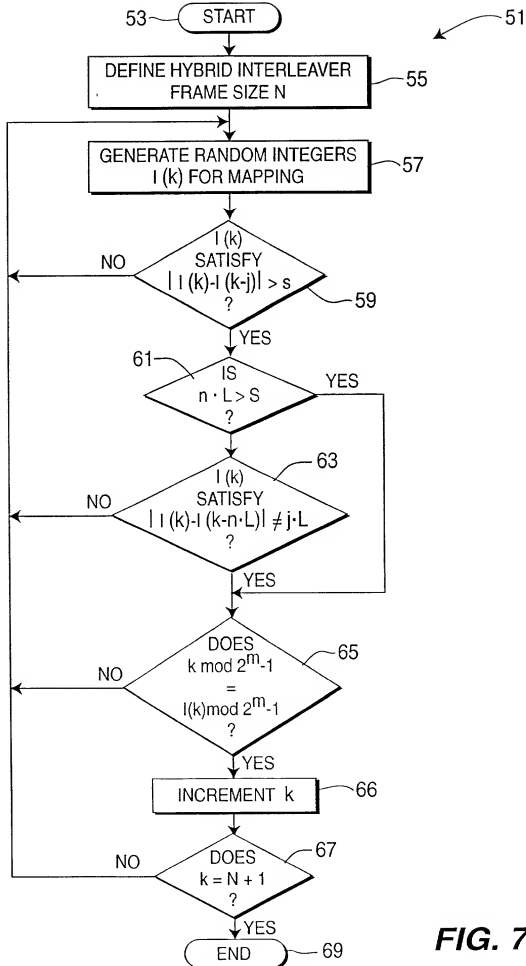 53
START
51
DEFINE HYBRID INTERLEAVER
FRAME SIZE N
55
GENERATE RANDOM INTEGERS
I (k) FOR MAPPING
57
I (k)
SATISFY
| I (k)-I (k-j)| > s
?
NO
59
YES
61
IS
n · L > S
?
YES
I (k)
SATISFY
| I (k)-I (k-n·L)| ≠ j·L
?
63
NO
YES
DOES
k mod 2^m-1
=
I(k)mod 2^m-1
?
65
NO
YES
INCREMENT k
66
DOES
k = N + 1
?
67
NO
YES
END
69
FIG. 7